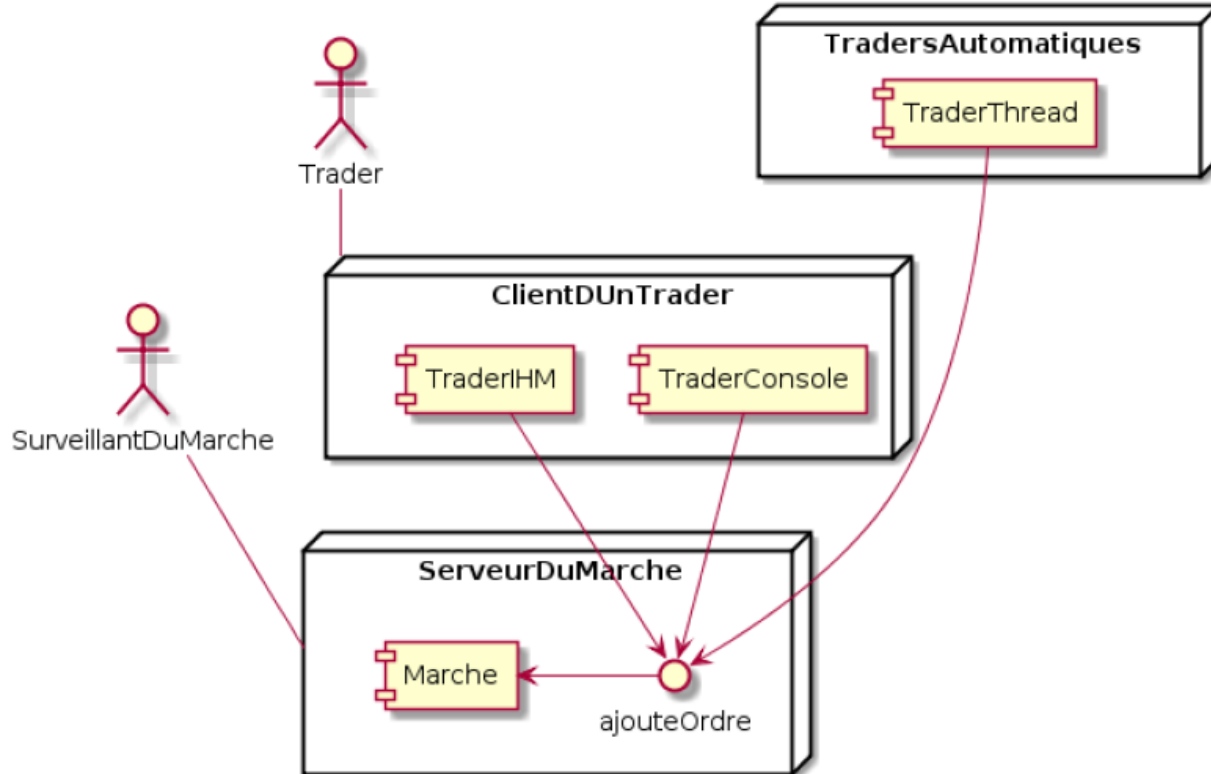 TradersAutomatiques
TraderThread
Trader
ClientDUnTrader
TraderIHM
TraderConsole
SurveillantDuMarche
ServeurDuMarche
Marche
ajouteOrdre